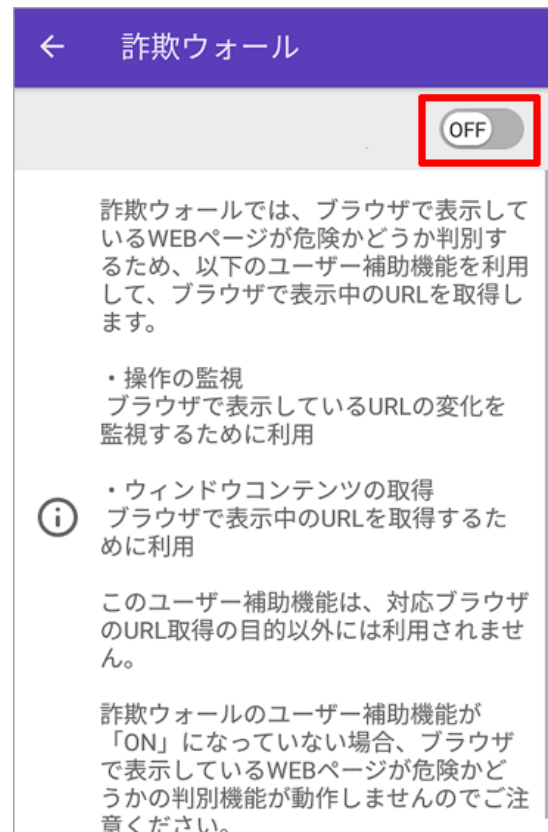 ← 詐欺ウォール
OFF
詐欺ウォールでは、ブラウザで表示して
いるWEBページが危険かどうか判別す
るため、以下のユーザー補助機能を利用
して、ブラウザで表示中のURLを取得し
ます。
・操作の監視
ブラウザで表示しているURLの変化を
監視するために利用
・ウィンドウコンテンツの取得
ブラウザで表示中のURLを取得するた
めに利用
このユーザー補助機能は、対応ブラウザ
のURL取得の目的以外には利用されませ
ん。
詐欺ウォールのユーザー補助機能が
「ON」になっていない場合、ブラウザ
で表示しているWEBページが危険かど
うかの判別機能が動作しませんのでご注
意ください。